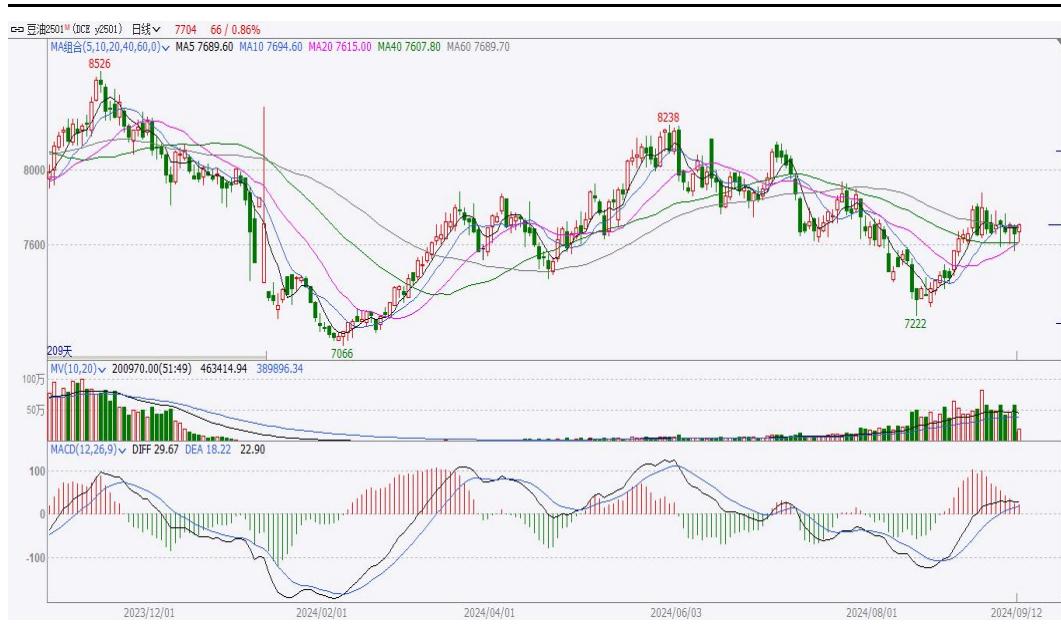 豆油2501M (DCE y2501) 日线 7704 66 / 0.86%
MA组合(5,10,20,40,60,0) MA5 7689.60 MA10 7694.60 MA20 7615.00 MA40 7607.80 MA60 7689.70
8526
8238
8000
7600
7222
7066
209天
MV(10,20) 200970.00(51:49) 463414.94 389896.34
100万
50万
MACD(12,26,9) DIFF 29.67 DEA 18.22 22.90
100
0
-100
2023/12/01 2024/02/01 2024/04/01 2024/06/03 2024/08/01 2024/09/12